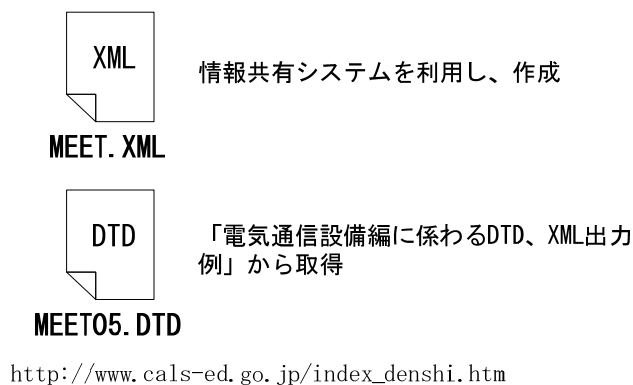 XML
情報共有システムを利用し、作成
MEET.XML
DTD
「電気通信設備編に係わるDTD、XML出力
例」から取得
MEET05.DTD
http://www.cals-ed.go.jp/index_denshi.htm